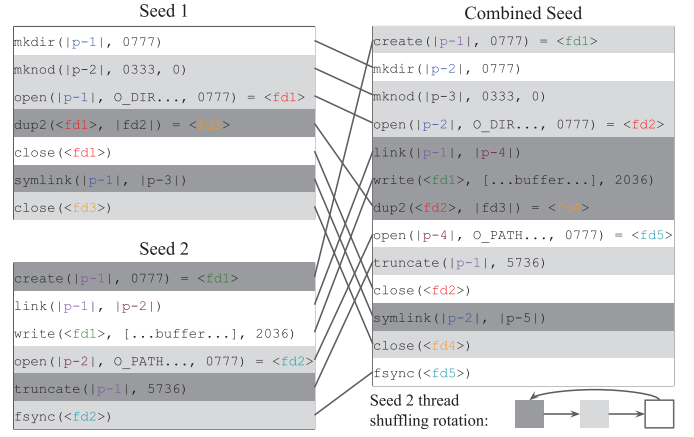 Seed 1
mkdir(|p-1|, 0777)
mknod(|p-2|, 0333, 0)
open(|p-1|, O_DIR..., 0777) = <fd1>
dup2(<fd1>, |fd2|) = <fd3>
close(<fd1>)
symlink(|p-1|, |p-3|)
close(<fd3>)
Seed 2
create(|p-1|, 0777) = <fd1>
link(|p-1|, |p-2|)
write(<fd1>, [...buffer...], 2036)
open(|p-2|, O_PATH..., 0777) = <fd2>
truncate(|p-1|, 5736)
fsync(<fd2>)
Combined Seed
create(|p-1|, 0777) = <fd1>
mkdir(|p-2|, 0777)
mknod(|p-3|, 0333, 0)
open(|p-2|, O_DIR..., 0777) = <fd2>
link(|p-1|, |p-4|)
write(<fd1>, [...buffer...], 2036)
dup2(<fd2>, |fd3|) = <fd4>
open(|p-4|, O_PATH..., 0777) = <fd5>
truncate(|p-1|, 5736)
close(<fd2>)
symlink(|p-2|, |p-5|)
close(<fd4>)
fsync(<fd5>)
Seed 2 thread
shuffling rotation: